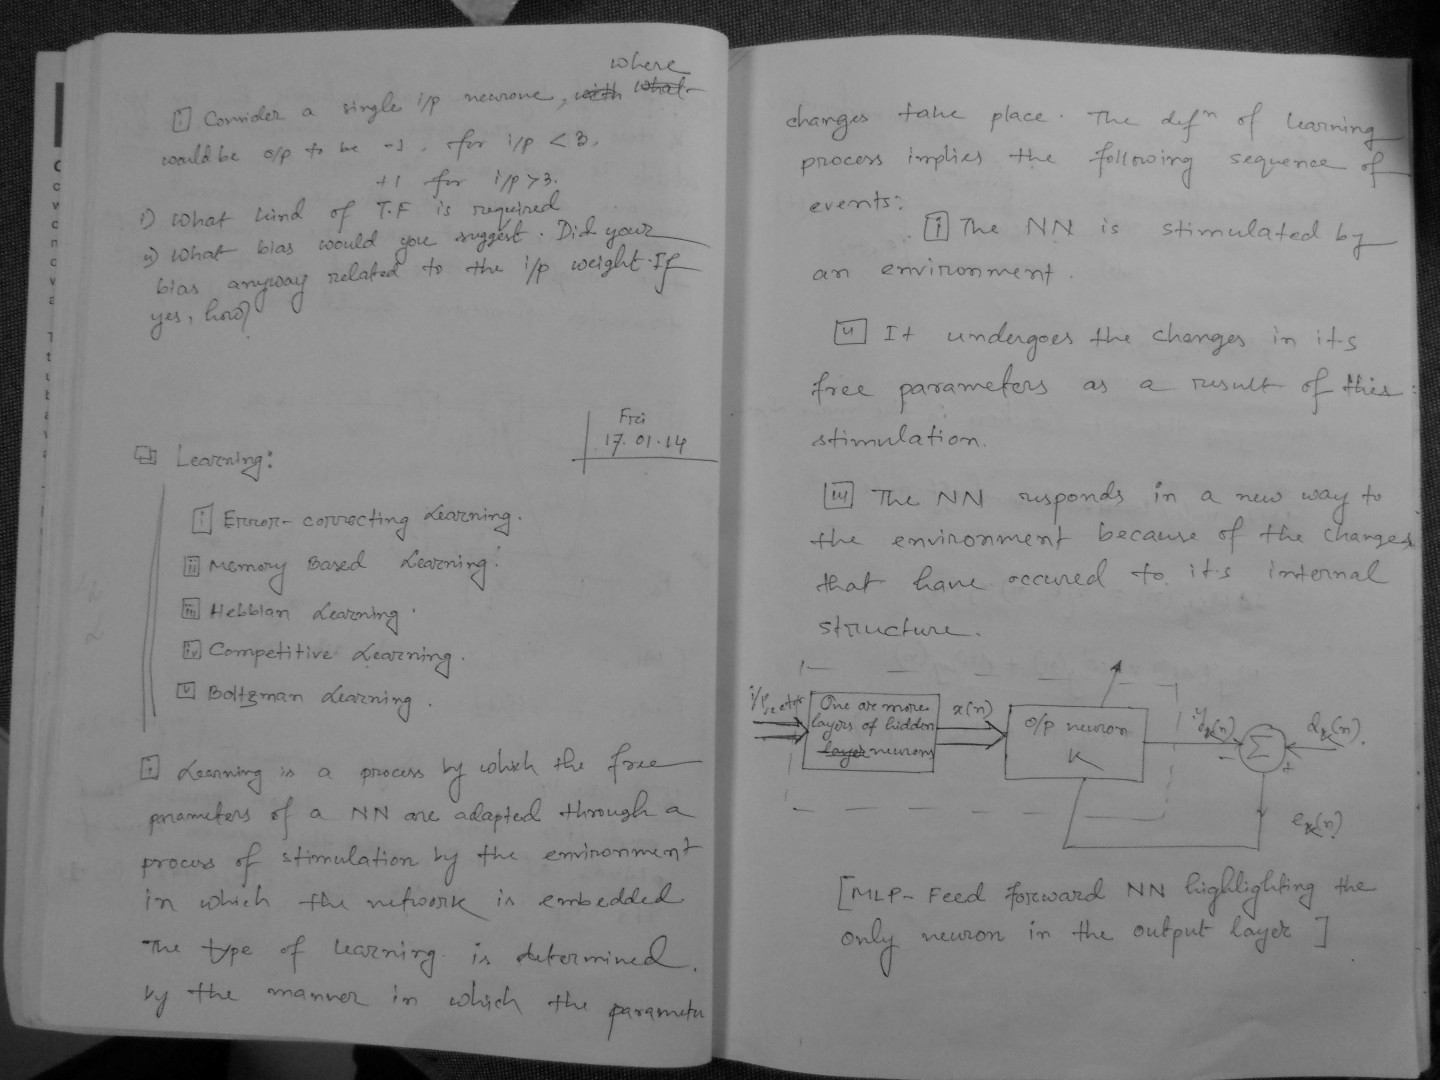 where
[i] Consider a single i/p neurone, with what
would be o/p to be -1, for i/p < 3.
+1 for i/p > 3.
i) What kind of T.F is required
ii) What bias would you suggest. Did your
bias anyway related to the i/p weight. If
yes, how?
Fri
17.01.14
Learning:
[i] Error-correcting Learning.
[ii] Memory Based Learning.
[iii] Hebbian Learning.
[iv] Competitive Learning.
[v] Boltzman Learning.
[i] Learning is a process by which the free
parameters of a NN are adapted through a
process of stimulation by the environment
in which the network is embedded.
The type of learning is determined
by the manner in which the parameter
changes take place. The defn of learning
process implies the following sequence of
events:
[i] The NN is stimulated by
an environment.
[ii] It undergoes the changes in it's
free parameters as a result of this
stimulation.
[iii] The NN responds in a new way to
the environment because of the changes
that have occured to it's internal
structure.
i/p vector
One are more
layers of hidden
layer neurons
x(n)
o/p neuron
K
yk(n)
Σ
-
+
dk(n).
ek(n)
[MLP- Feed forward NN highlighting the
only neuron in the output layer]